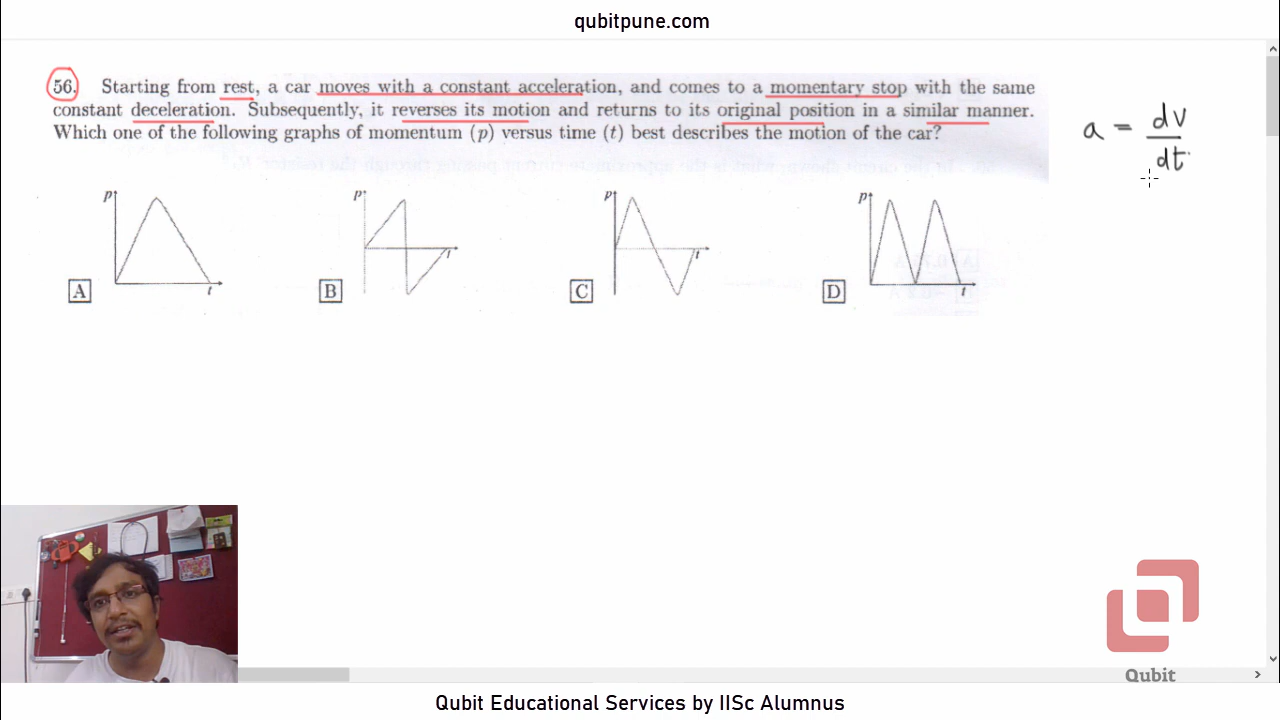 qubitpune.com
56. Starting from rest, a car moves with a constant acceleration, and comes to a momentary stop with the same
constant deceleration. Subsequently, it reverses its motion and returns to its original position in a similar manner.
Which one of the following graphs of momentum (p) versus time (t) best describes the motion of the car?
a = dv
dt
p
p
p
p
t
t
t
t
A
B
C
D
Qubit
Qubit Educational Services by IISc Alumnus